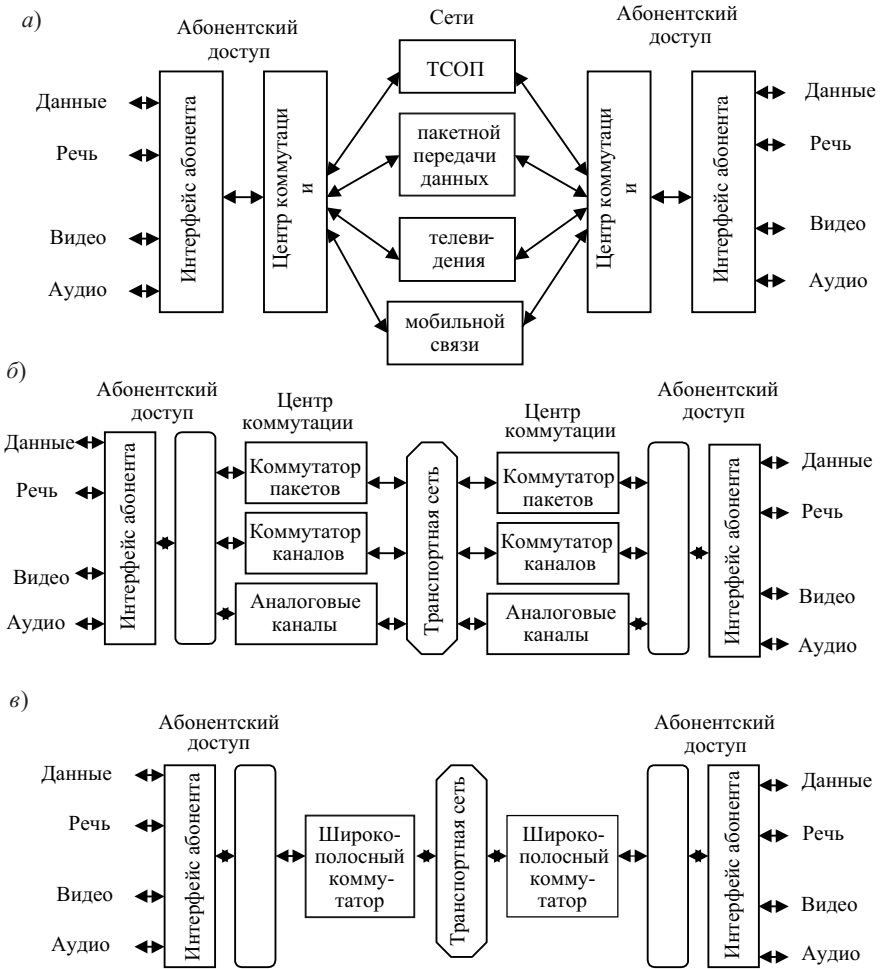 а)
Абонентский
доступ
Сети
Абонентский
доступ
Данные
Речь
Видео
Аудио
Интерфейс абонента
Центр коммутаци
и
ТСОП
пакетной
передачи
данных
телеви-
дения
мобильной
связи
Центр коммутаци
и
Интерфейс абонента
Данные
Речь
Видео
Аудио
б)
Абонентский
доступ
Центр
коммутации
Центр
коммутации
Абонентский
доступ
Данные
Речь
Видео
Аудио
Интерфейс абонента
Коммутатор
пакетов
Коммутатор
каналов
Аналоговые
каналы
Транспортная сеть
Коммутатор
пакетов
Коммутатор
каналов
Аналоговые
каналы
Интерфейс абонента
Данные
Речь
Видео
Аудио
в)
Абонентский
доступ
Абонентский
доступ
Данные
Речь
Видео
Аудио
Интерфейс абонента
Широко-
полосный
комму-
татор
Транспортная сеть
Широко-
полосный
комму-
татор
Интерфейс абонента
Данные
Речь
Видео
Аудио